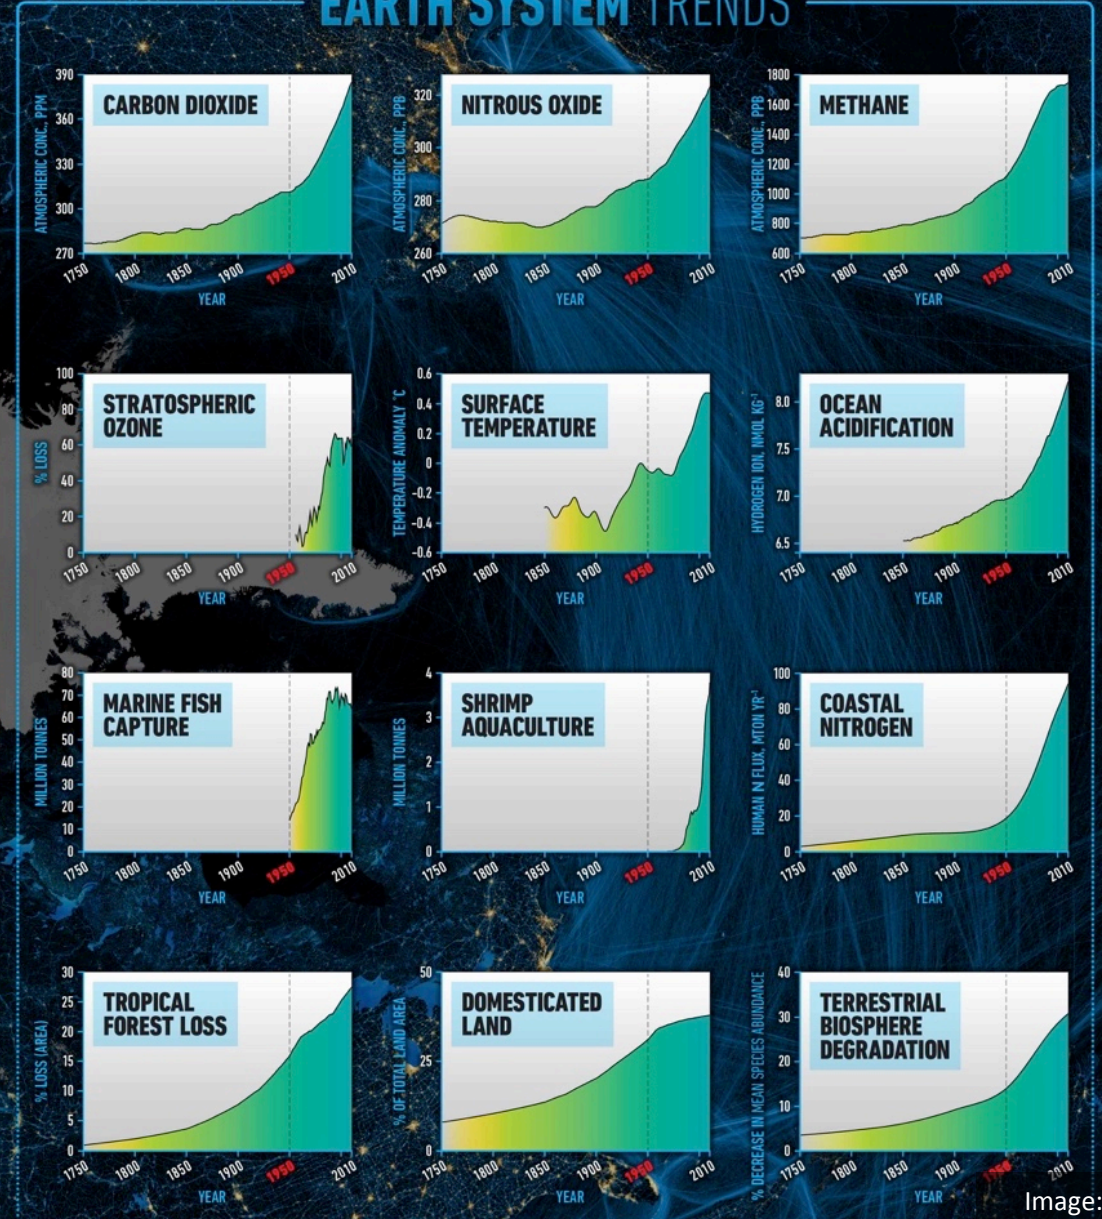 EARTH SYSTEM TRENDS
CARBON DIOXIDE
ATMOSPHERIC CONC., PPM
390
360
330
300
270
1750 1800 1850 1900 1950 2010
YEAR
NITROUS OXIDE
ATMOSPHERIC CONC., PPB
320
300
280
260
1750 1800 1850 1900 1950 2010
YEAR
METHANE
ATMOSPHERIC CONC., PPB
1800
1600
1400
1200
1000
800
600
1750 1800 1850 1900 1950 2010
YEAR
STRATOSPHERIC
OZONE
% LOSS
100
80
60
40
20
0
1750 1800 1850 1900 1950 2010
YEAR
SURFACE
TEMPERATURE
TEMPERATURE ANOMALY °C
0.6
0.4
0.2
0
-0.2
-0.4
-0.6
1750 1800 1850 1900 1950 2010
YEAR
OCEAN
ACIDIFICATION
HYDROGEN ION, NMOL KG-1
8.0
7.5
7.0
6.5
1750 1800 1850 1900 1950 2010
YEAR
MARINE FISH
CAPTURE
MILLION TONNES
80
70
60
50
40
30
20
10
0
1750 1800 1850 1900 1950 2010
YEAR
SHRIMP
AQUACULTURE
MILLION TONNES
4
3
2
1
0
1750 1800 1850 1900 1950 2010
YEAR
COASTAL
NITROGEN
HUMAN N FLUX, MTON YR-1
100
80
60
40
20
0
1750 1800 1850 1900 1950 2010
YEAR
TROPICAL
FOREST LOSS
% LOSS (AREA)
30
25
20
15
10
5
0
1750 1800 1850 1900 1950 2010
YEAR
DOMESTICATED
LAND
% OF TOTAL LAND AREA
50
25
0
1750 1800 1850 1900 1950 2010
YEAR
TERRESTRIAL
BIOSPHERE
DEGRADATION
% DECREASE IN MEAN SPECIES ABUNDANCE
40
30
20
10
0
1750 1800 1850 1900 1950 2010
YEAR
Image: